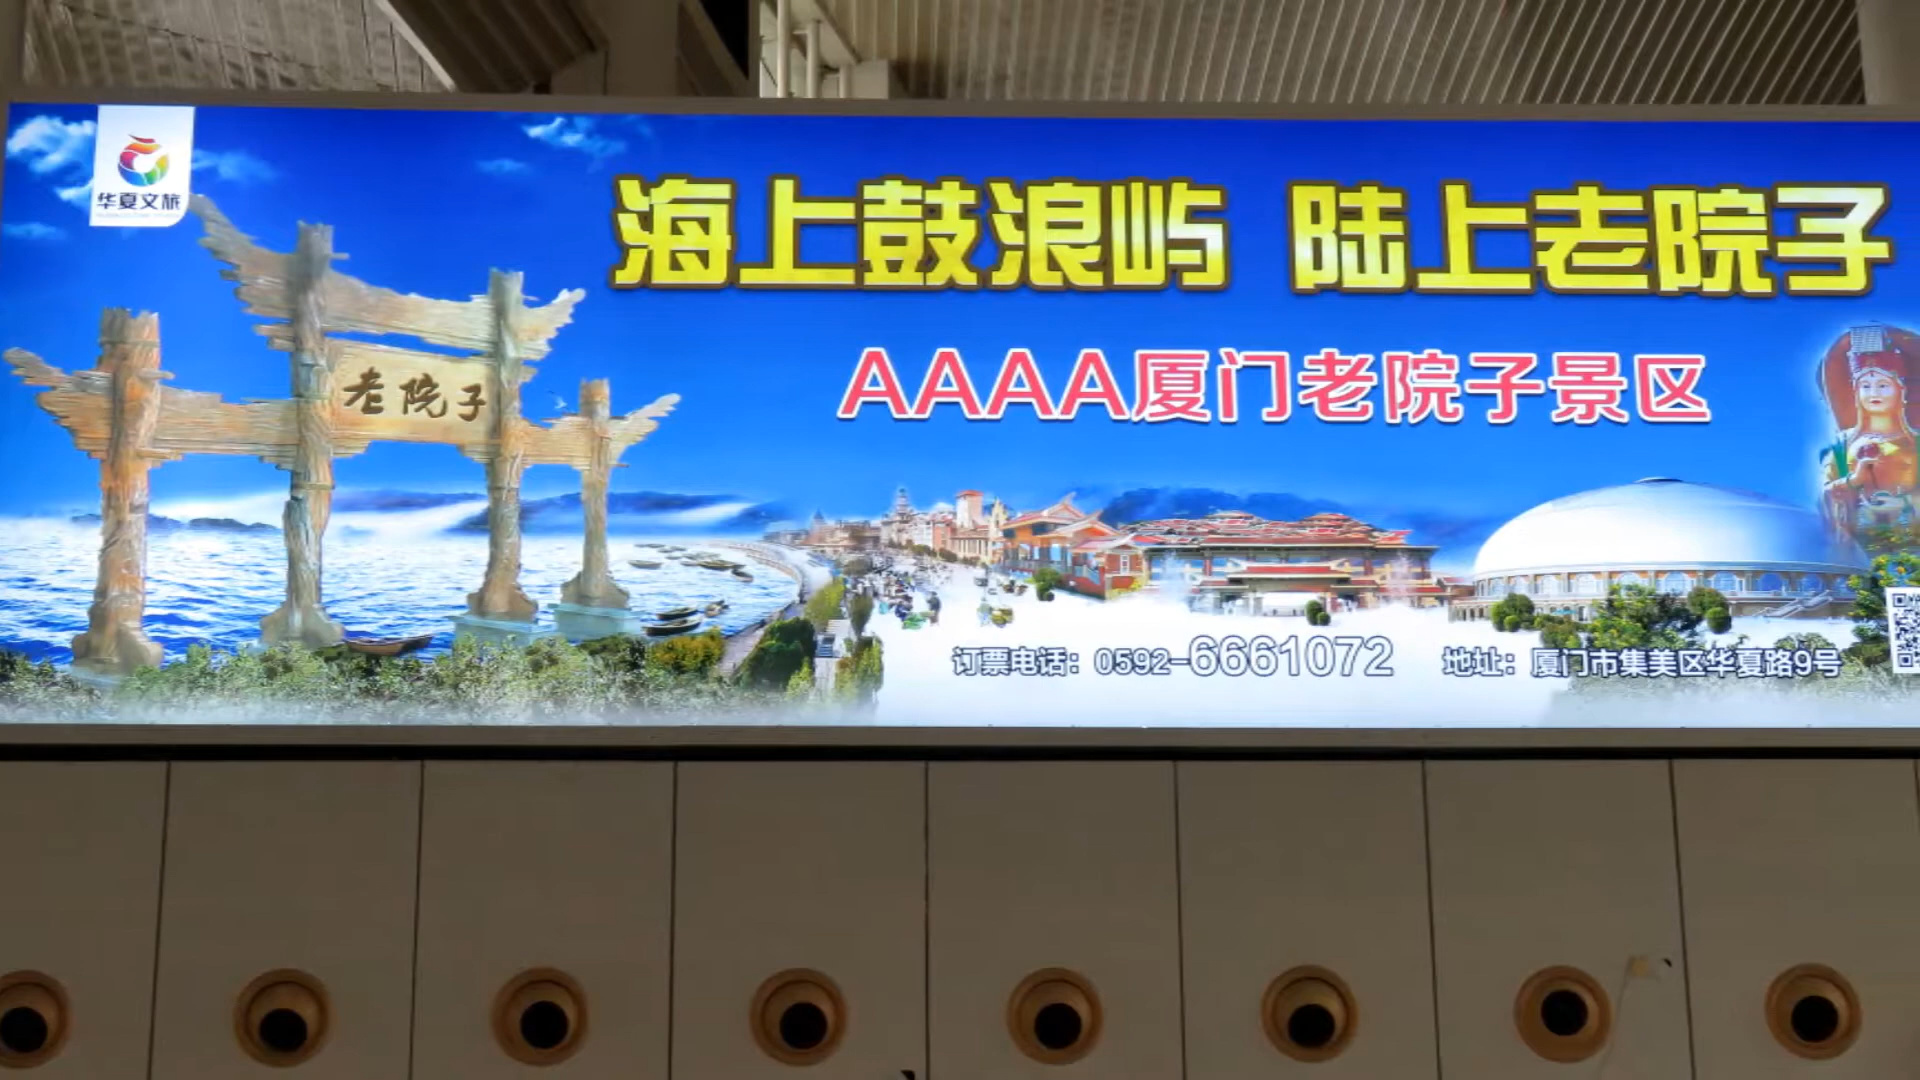 华夏文旅
海上鼓浪屿 陆上老院子
老院子
AAAA厦门老院子景区
订票电话：0592-6661072 地址：厦门市集美区华夏路9号